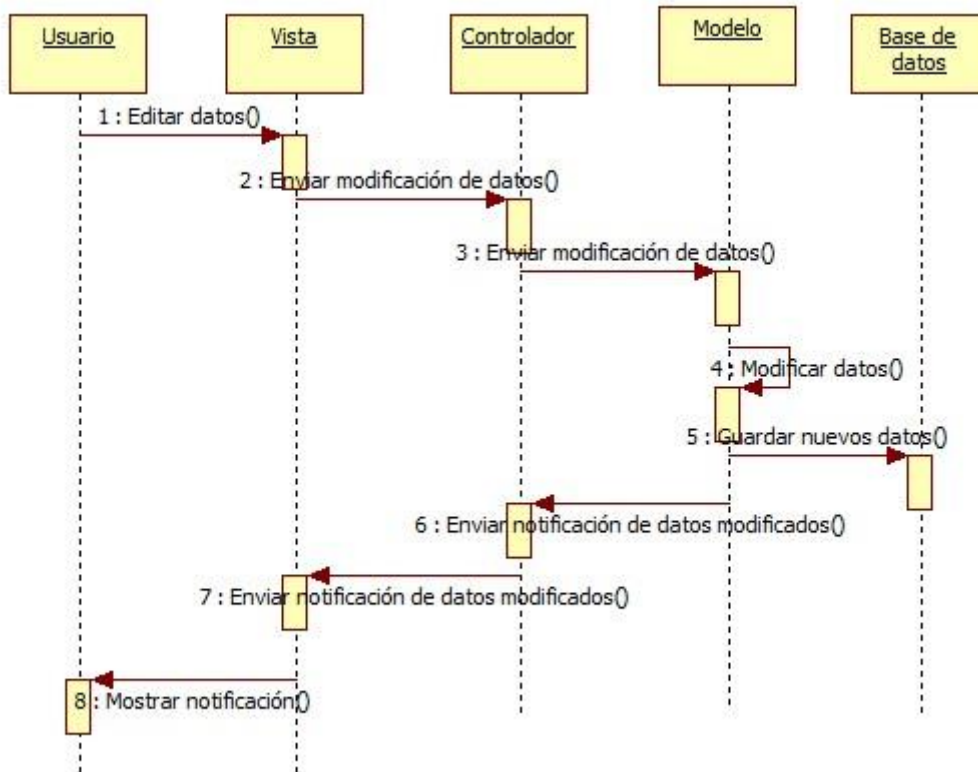 Usuario
Vista
Controlador
Modelo
Base de
datos
1 : Editar datos()
2 : Enviar modificación de datos()
3 : Enviar modificación de datos()
4 : Modificar datos()
5 : Guardar nuevos datos()
6 : Enviar notificación de datos modificados()
7 : Enviar notificación de datos modificados()
8 : Mostrar notificación()